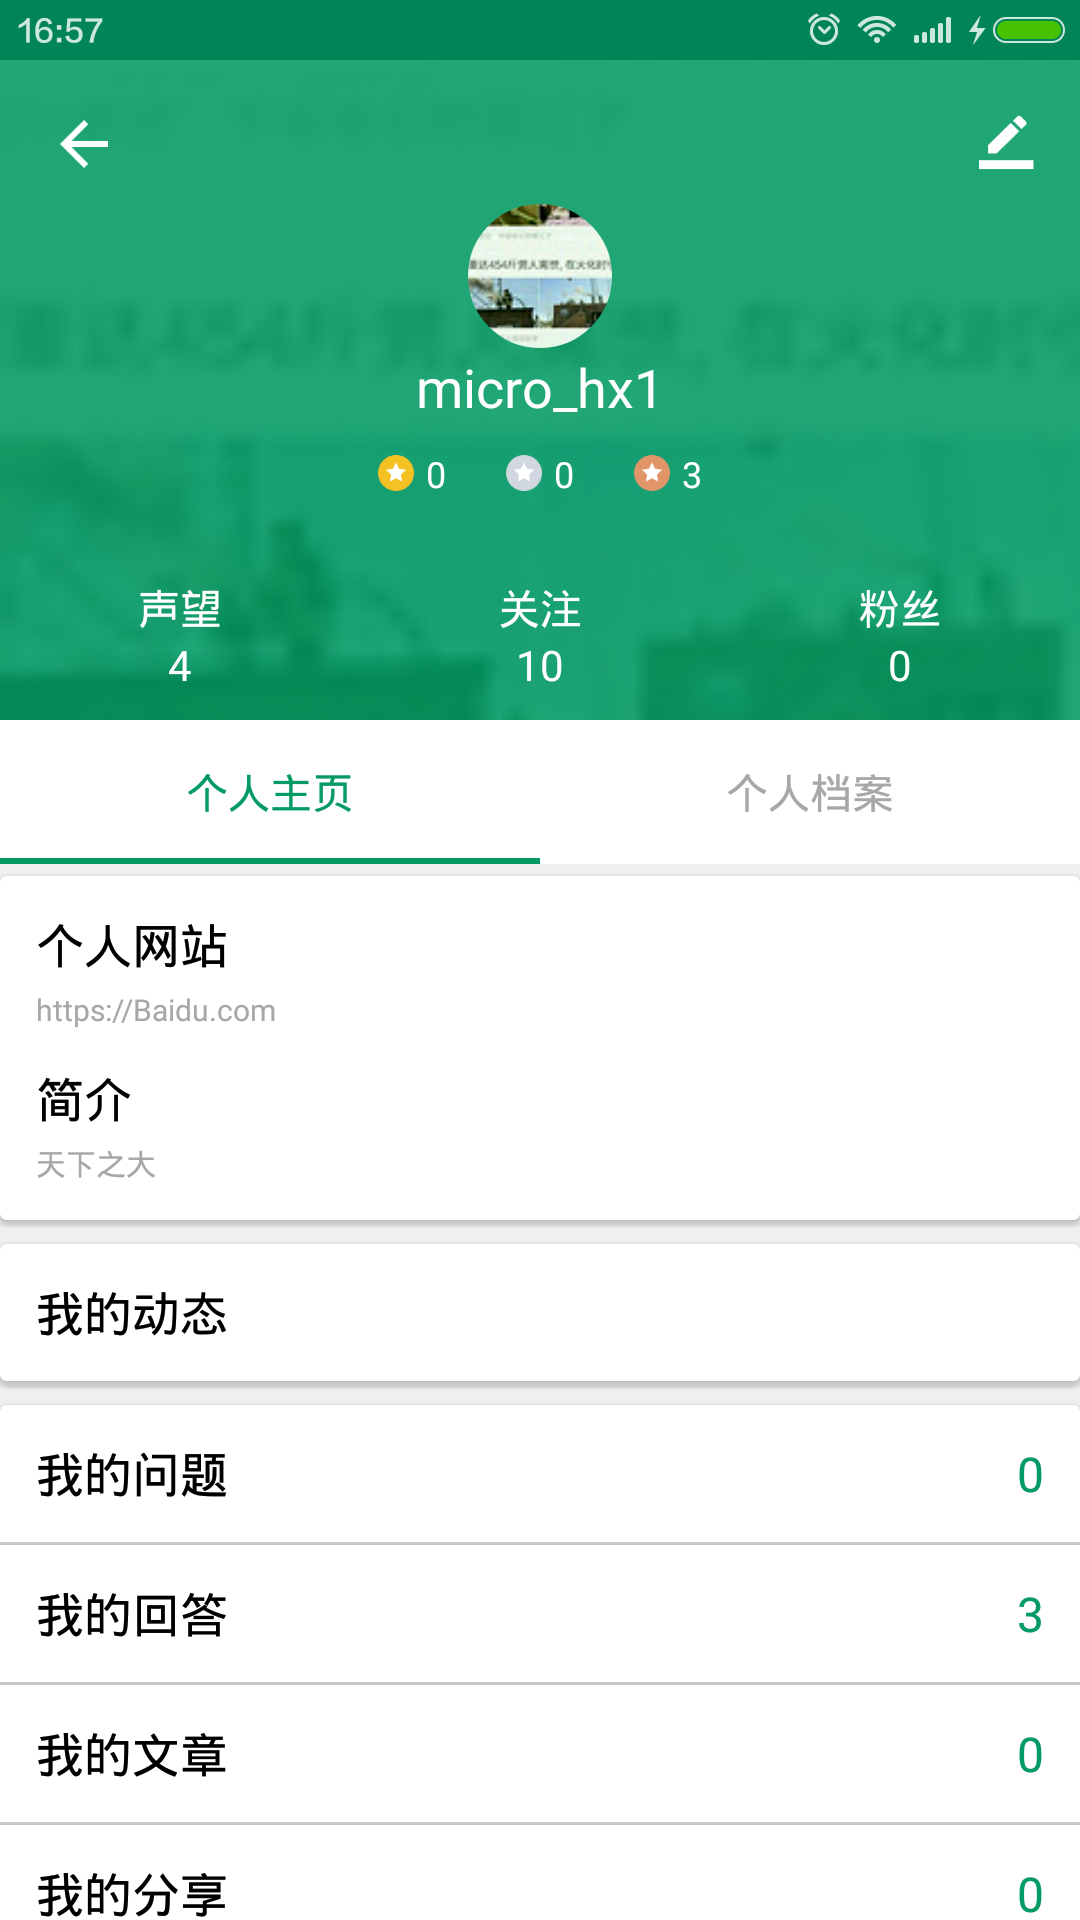 16:57
micro_hx1
0 0 3
声望 关注 粉丝
4 10 0
个人主页 个人档案
个人网站
https://Baidu.com
简介
天下之大
我的动态
我的问题 0
我的回答 3
我的文章 0
我的分享 0